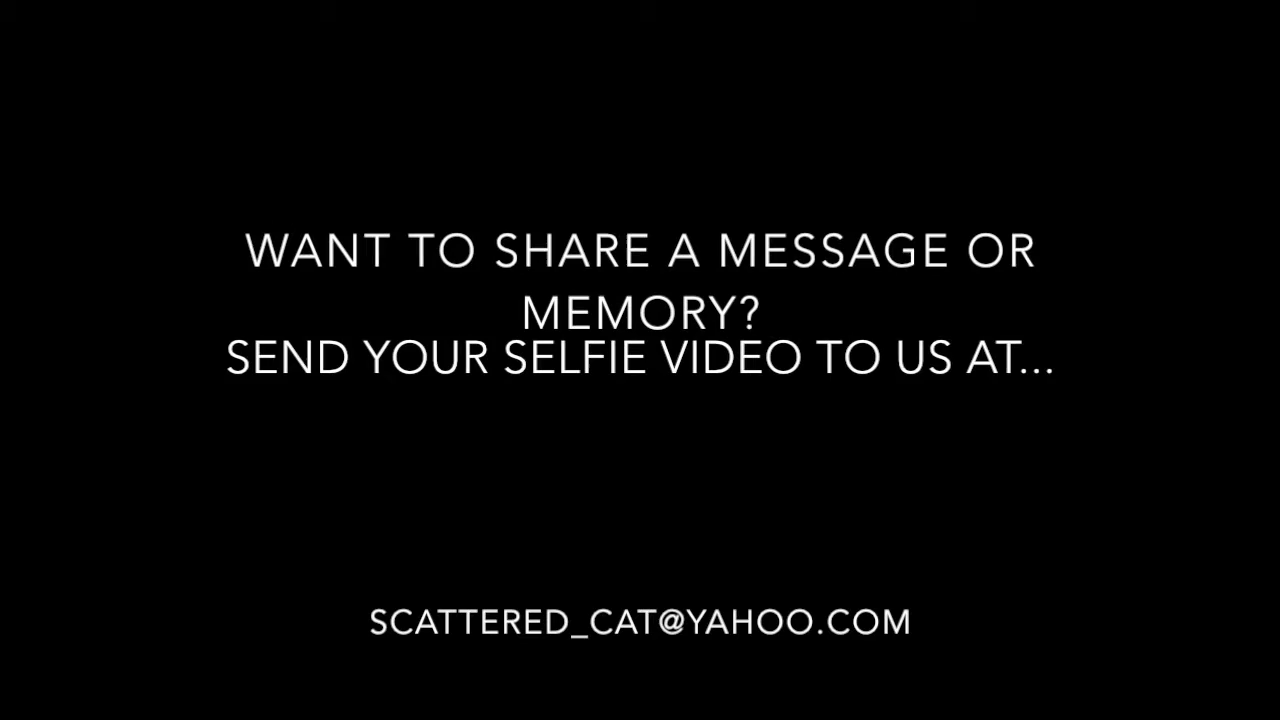 WANT TO SHARE A MESSAGE OR
MEMORY?
SEND YOUR SELFIE VIDEO TO US AT...
SCATTERED_CAT@YAHOO.COM